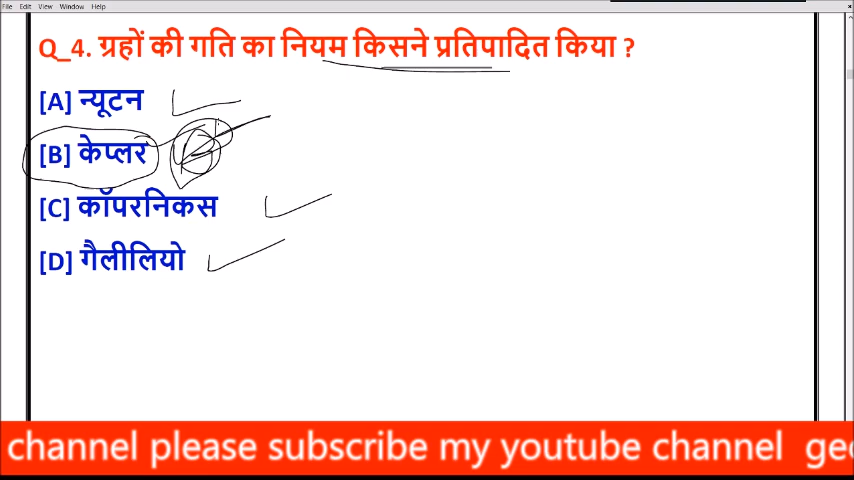 File Edit View Window Help
Q_4. ग्रहों की गति का नियम किसने प्रतिपादित किया ?
[A] न्यूटन
[B] केप्लर
[C] कॉपरनिकस
[D] गैलीलियो
channel please subscribe my youtube channel